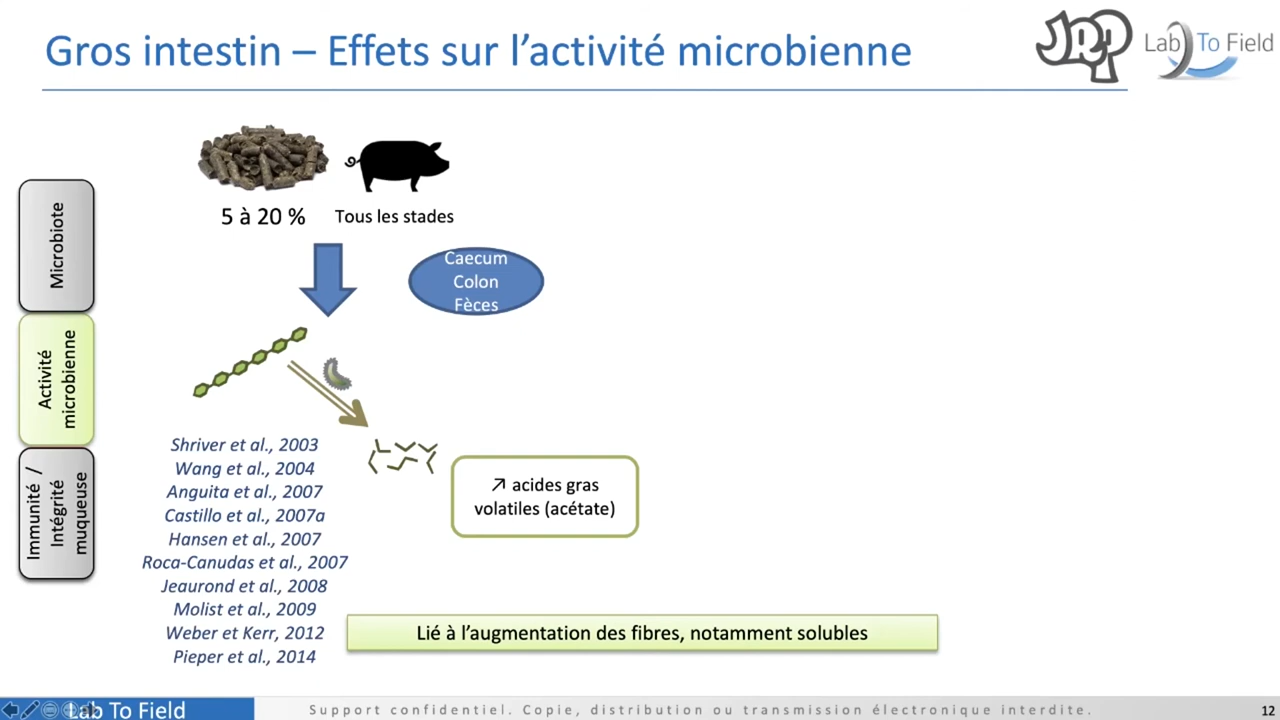 Gros intestin – Effets sur l'activité microbienne
JRP
Lab To Field
5 à 20 %
Tous les stades
Microbiote
Activité
microbienne
Immunité /
Intégrité
muqueuse
Caecum
Colon
Fèces
Shriver et al., 2003
Wang et al., 2004
Anguita et al., 2007
Castillo et al., 2007a
Hansen et al., 2007
Roca-Canudas et al., 2007
Jeaurond et al., 2008
Molist et al., 2009
Weber et Kerr, 2012
Pieper et al., 2014
↗ acides gras
volatiles (acétate)
Lié à l'augmentation des fibres, notamment solubles
Lab To Field
Support confidentiel. Copie, distribution ou transmission électronique interdite.
12